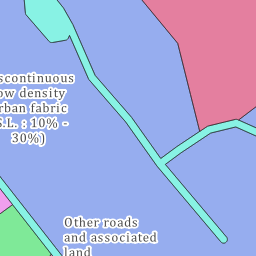 scontinuous
ow density
rban fabric
S.L. : 10% -
30%)
Other roads
and associated
land